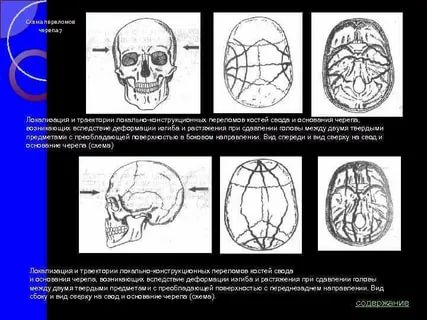 Схема переломов
черепа7
Локализация и траектории локально-конструкционных переломов костей свода и основания черепа,
возникающих вследствие деформации изгиба и растяжения при сдавлении головы между двумя твердыми
предметами с преобладающей поверхностью в боковом направлении. Вид спереди и вид сверху на свод и
основание черепа (схема)
Локализация и траектории локально-конструкционных переломов костей свода
и основания черепа, возникающих вследствие деформации изгиба и растяжения при сдавлении головы
между двумя твердыми предметами с преобладающей поверхностью с переднезаднем направлении. Вид
сбоку и вид сверху на свод и основание черепа (схема).
содержание